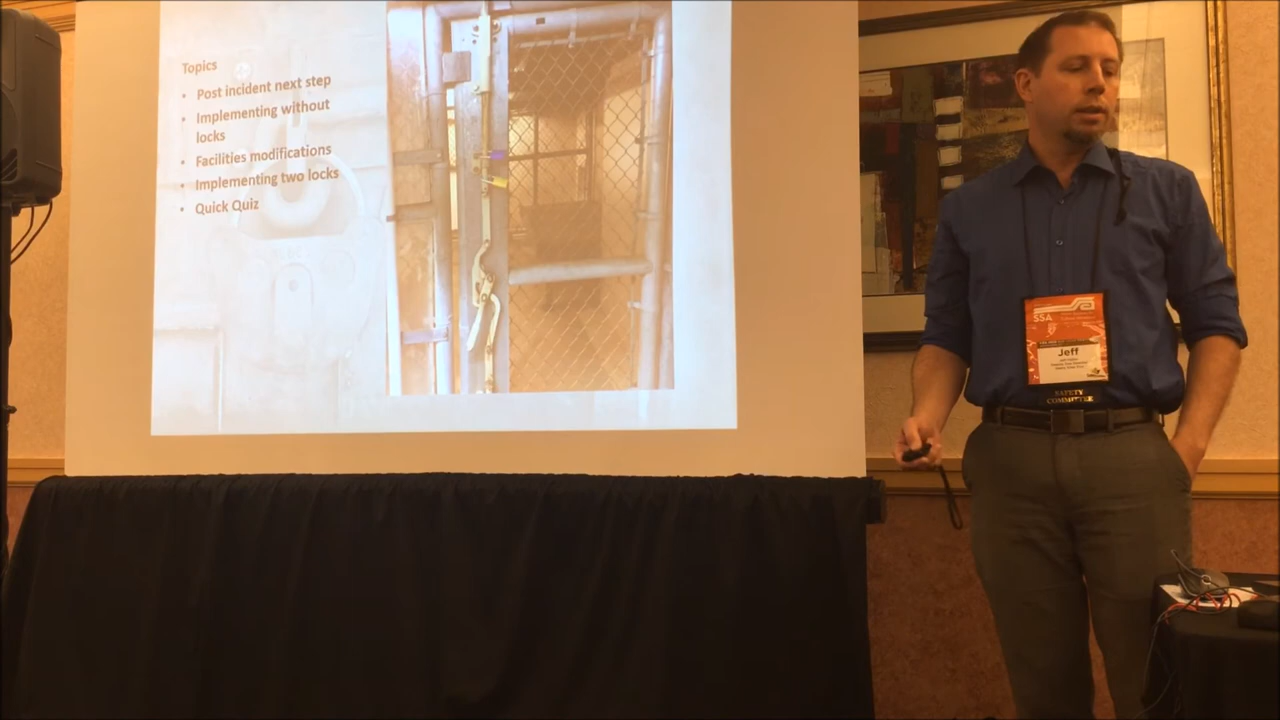 Topics
• Post incident next step
• Implementing without
locks
• Facilities modifications
• Implementing two locks
• Quick Quiz
SSA
Jeff
SAFETY
COMMITTEE